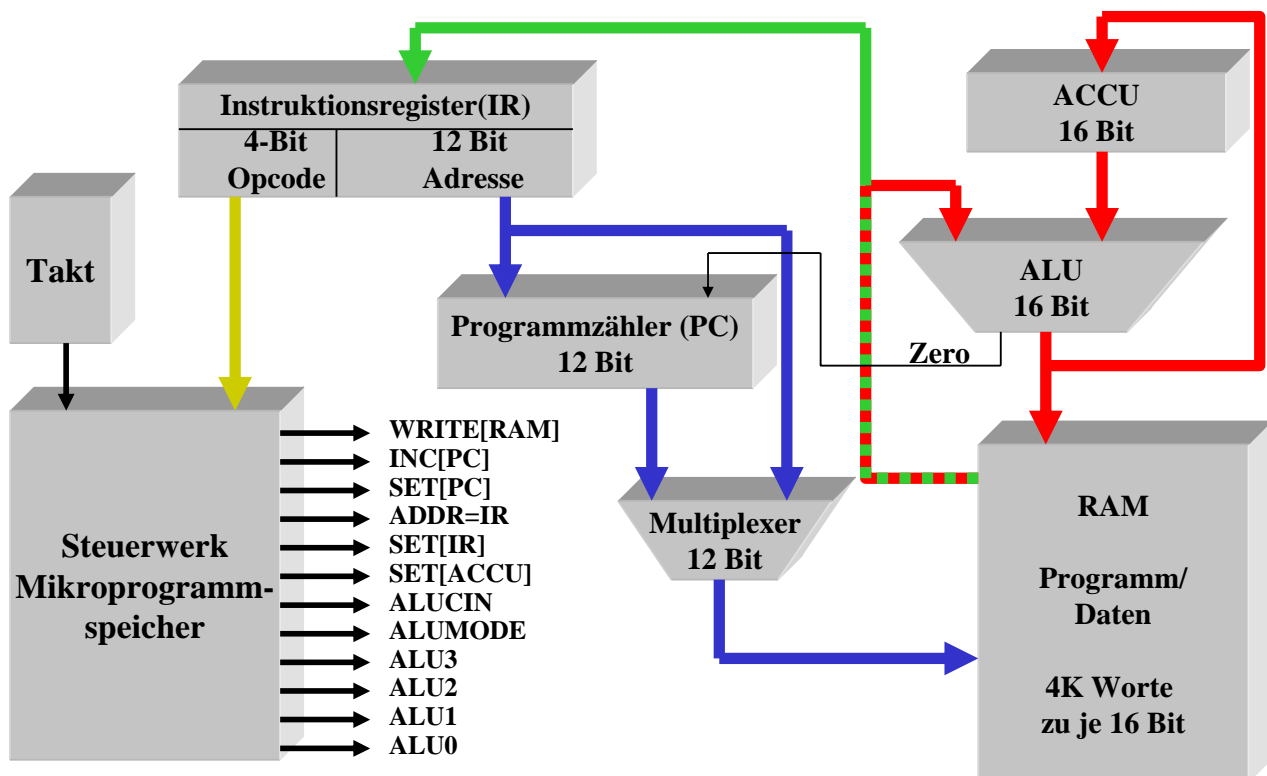 Instruktionsregister(IR)
4-Bit
Opcode
12 Bit
Adresse
ACCU
16 Bit
Takt
ALU
16 Bit
Programmzähler (PC)
12 Bit
Zero
Steuerwerk
Mikroprogramm-
speicher
WRITE[RAM]
INC[PC]
SET[PC]
ADDR=IR
SET[IR]
SET[ACCU]
ALUCIN
ALUMODE
ALU3
ALU2
ALU1
ALU0
Multiplexer
12 Bit
RAM
Programm/
Daten
4K Worte
zu je 16 Bit